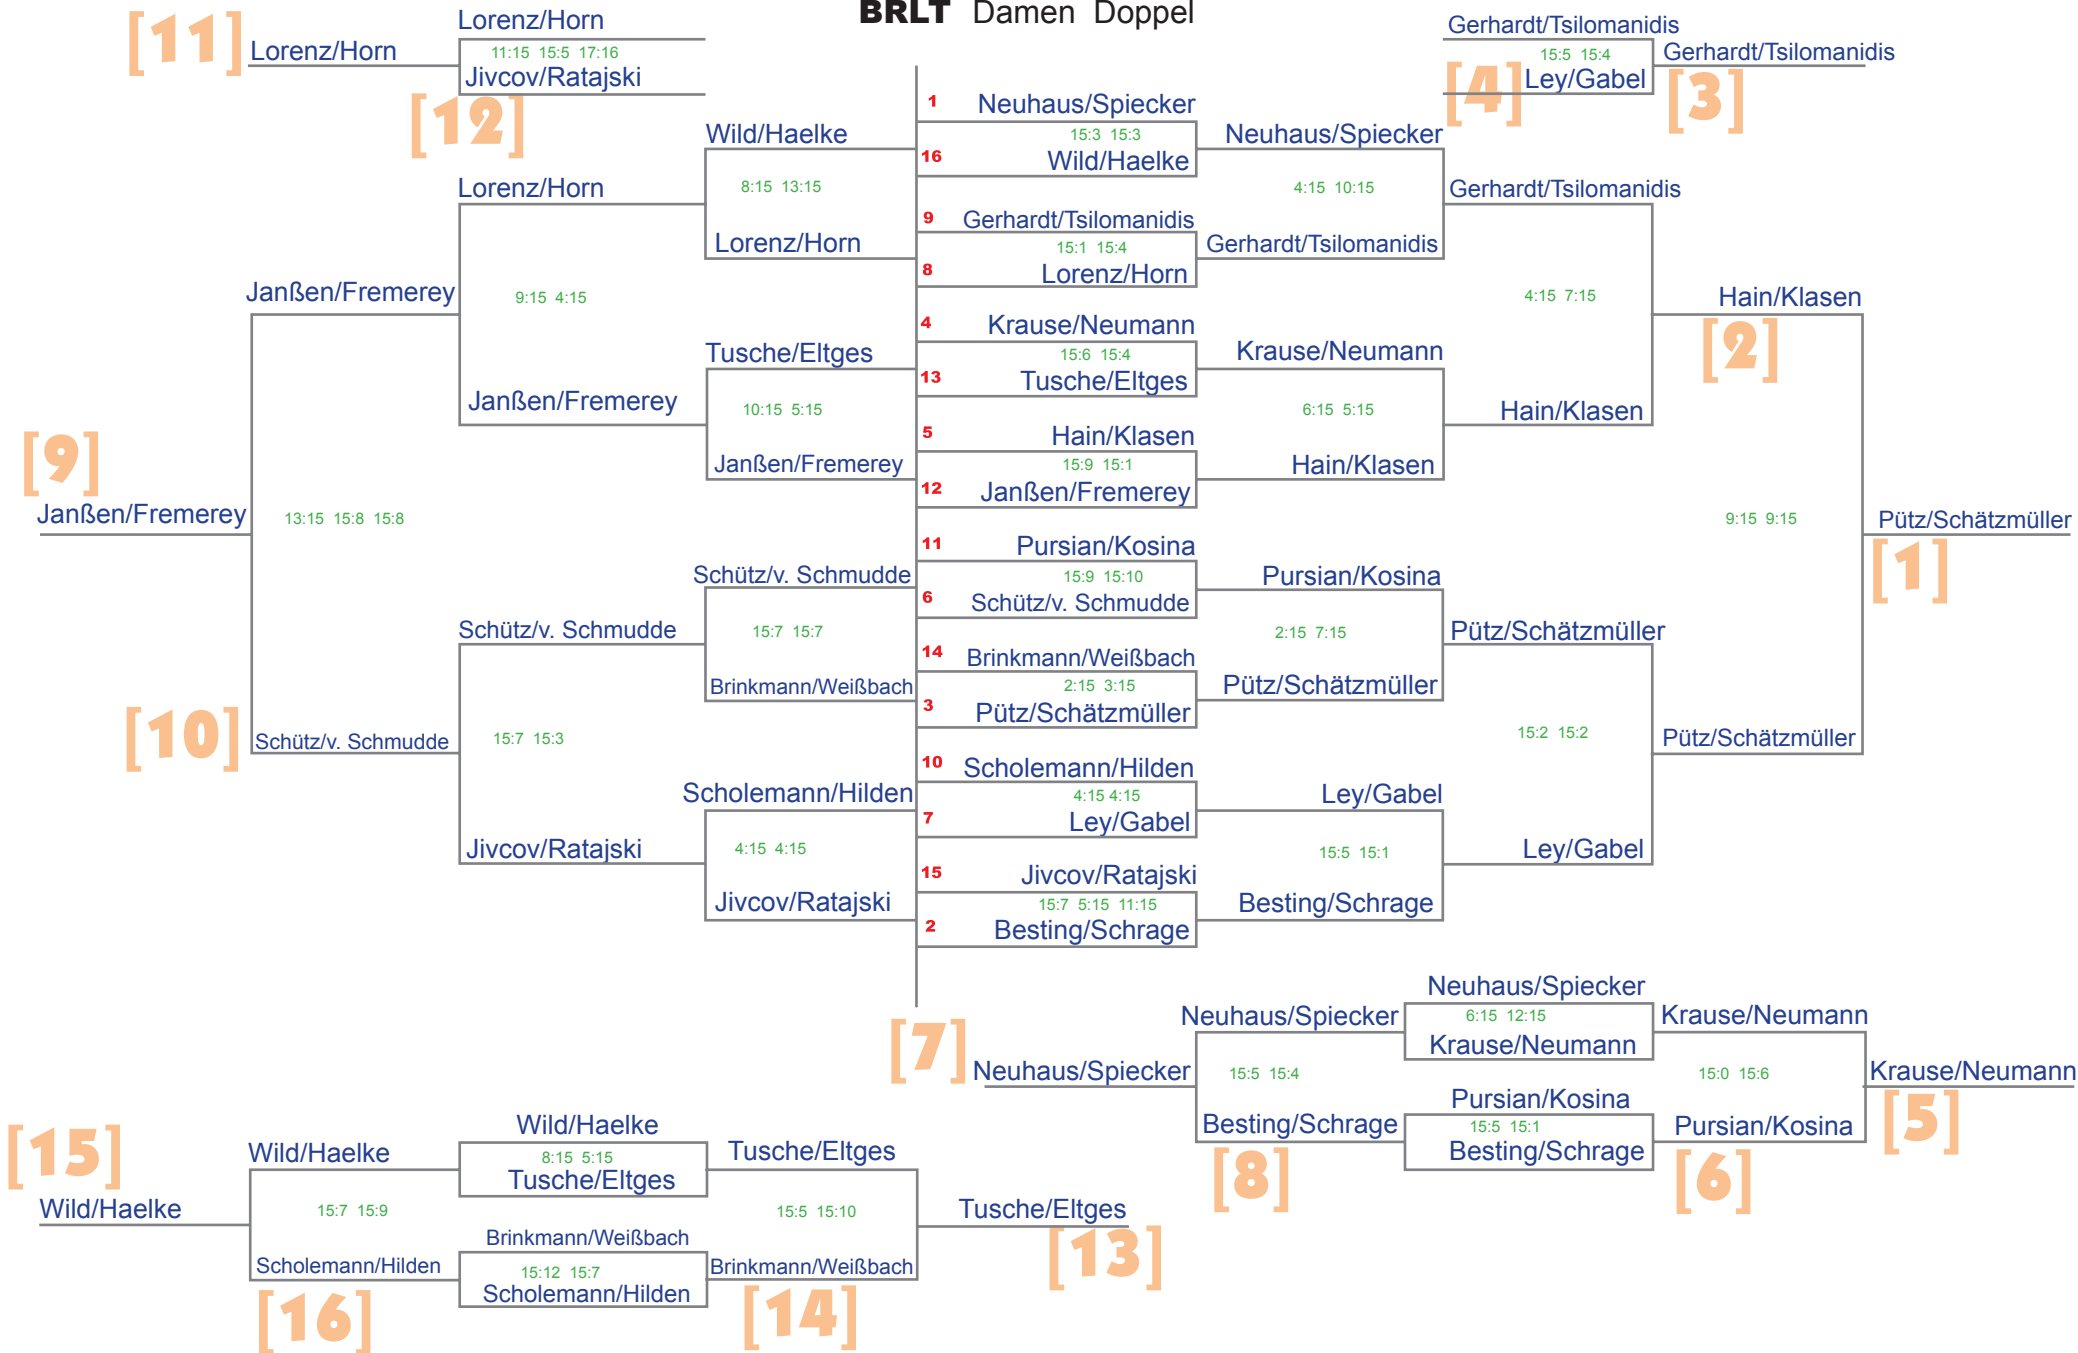 BRLT Damen Doppel
[11]
Lorenz/Horn
Lorenz/Horn
11:15 15:5 17:16
Jivcov/Ratajski
[12]
Gerhardt/Tsilomanidis
15:5 15:4
Ley/Gabel
[4]
Gerhardt/Tsilomanidis
[3]
1 Neuhaus/Spiecker
15:3 15:3
16 Wild/Haelke
9 Gerhardt/Tsilomanidis
15:1 15:4
8 Lorenz/Horn
4 Krause/Neumann
15:6 15:4
13 Tusche/Eltges
5 Hain/Klasen
15:9 15:1
12 Janßen/Fremerey
11 Pursian/Kosina
15:9 15:10
6 Schütz/v. Schmudde
14 Brinkmann/Weißbach
2:15 3:15
3 Pütz/Schätzmüller
10 Scholemann/Hilden
4:15 4:15
7 Ley/Gabel
15 Jivcov/Ratajski
15:7 5:15 11:15
2 Besting/Schrage
Neuhaus/Spiecker
4:15 10:15
Gerhardt/Tsilomanidis
Krause/Neumann
6:15 5:15
Hain/Klasen
Pursian/Kosina
2:15 7:15
Pütz/Schätzmüller
Ley/Gabel
15:5 15:1
Besting/Schrage
Gerhardt/Tsilomanidis
4:15 7:15
Hain/Klasen
Pütz/Schätzmüller
15:2 15:2
Ley/Gabel
Hain/Klasen
[2]
9:15 9:15
Pütz/Schätzmüller
Pütz/Schätzmüller
[1]
Wild/Haelke
8:15 13:15
Lorenz/Horn
Tusche/Eltges
10:15 5:15
Janßen/Fremerey
Schütz/v. Schmudde
15:7 15:7
Brinkmann/Weißbach
Scholemann/Hilden
4:15 4:15
Jivcov/Ratajski
Lorenz/Horn
9:15 4:15
Janßen/Fremerey
Schütz/v. Schmudde
15:7 15:3
Jivcov/Ratajski
Janßen/Fremerey
13:15 15:8 15:8
[10]
Schütz/v. Schmudde
[9]
Janßen/Fremerey
Neuhaus/Spiecker
6:15 12:15
Krause/Neumann
Pursian/Kosina
15:5 15:1
Besting/Schrage
Neuhaus/Spiecker
15:5 15:4
Besting/Schrage
[8]
[7]
Neuhaus/Spiecker
Krause/Neumann
15:0 15:6
Pursian/Kosina
[6]
Krause/Neumann
[5]
Wild/Haelke
8:15 5:15
Tusche/Eltges
Brinkmann/Weißbach
15:12 15:7
Scholemann/Hilden
Wild/Haelke
15:7 15:9
Scholemann/Hilden
[16]
[15]
Wild/Haelke
Tusche/Eltges
15:5 15:10
Brinkmann/Weißbach
[14]
Tusche/Eltges
[13]